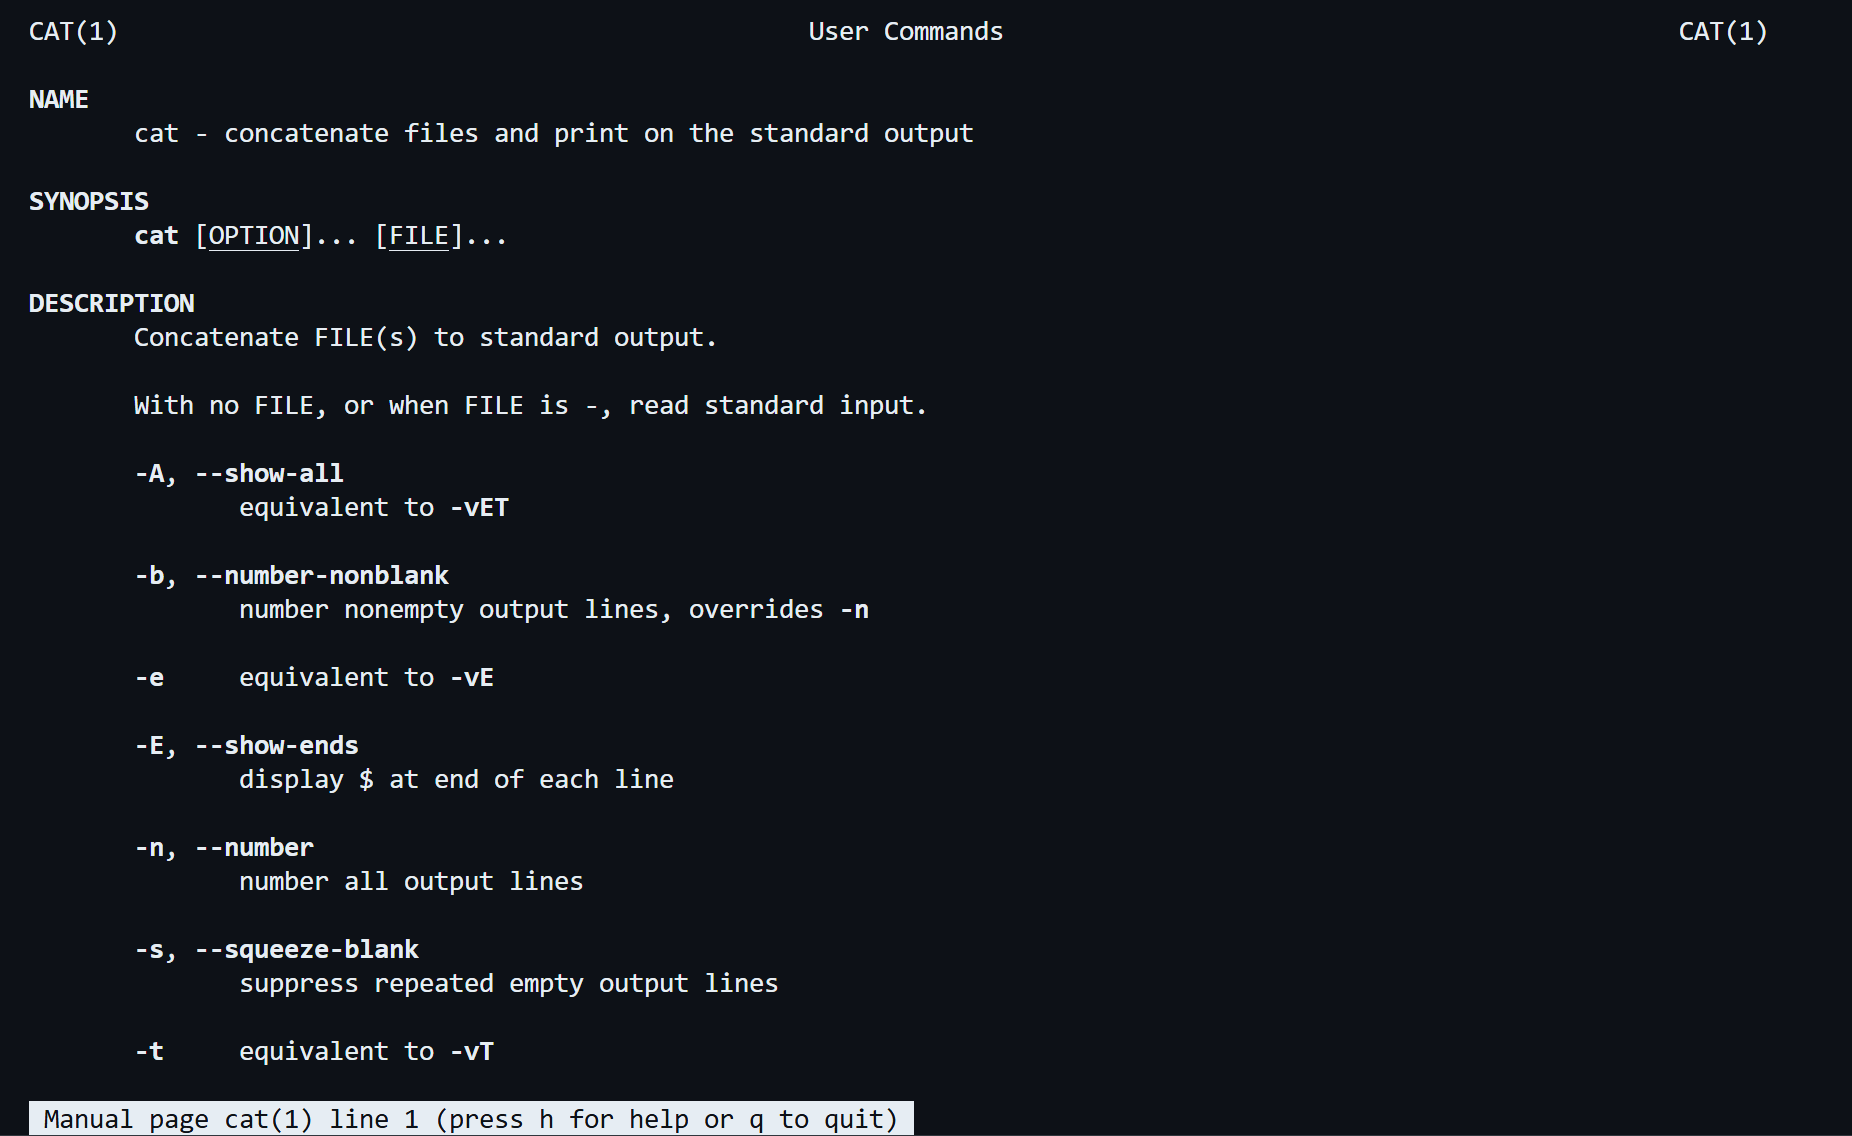 CAT(1) User Commands CAT(1)
NAME
cat - concatenate files and print on the standard output
SYNOPSIS
cat [OPTION]... [FILE]...
DESCRIPTION
Concatenate FILE(s) to standard output.
With no FILE, or when FILE is -, read standard input.
-A, --show-all
equivalent to -vET
-b, --number-nonblank
number nonempty output lines, overrides -n
-e equivalent to -vE
-E, --show-ends
display $ at end of each line
-n, --number
number all output lines
-s, --squeeze-blank
suppress repeated empty output lines
-t equivalent to -vT
Manual page cat(1) line 1 (press h for help or q to quit)